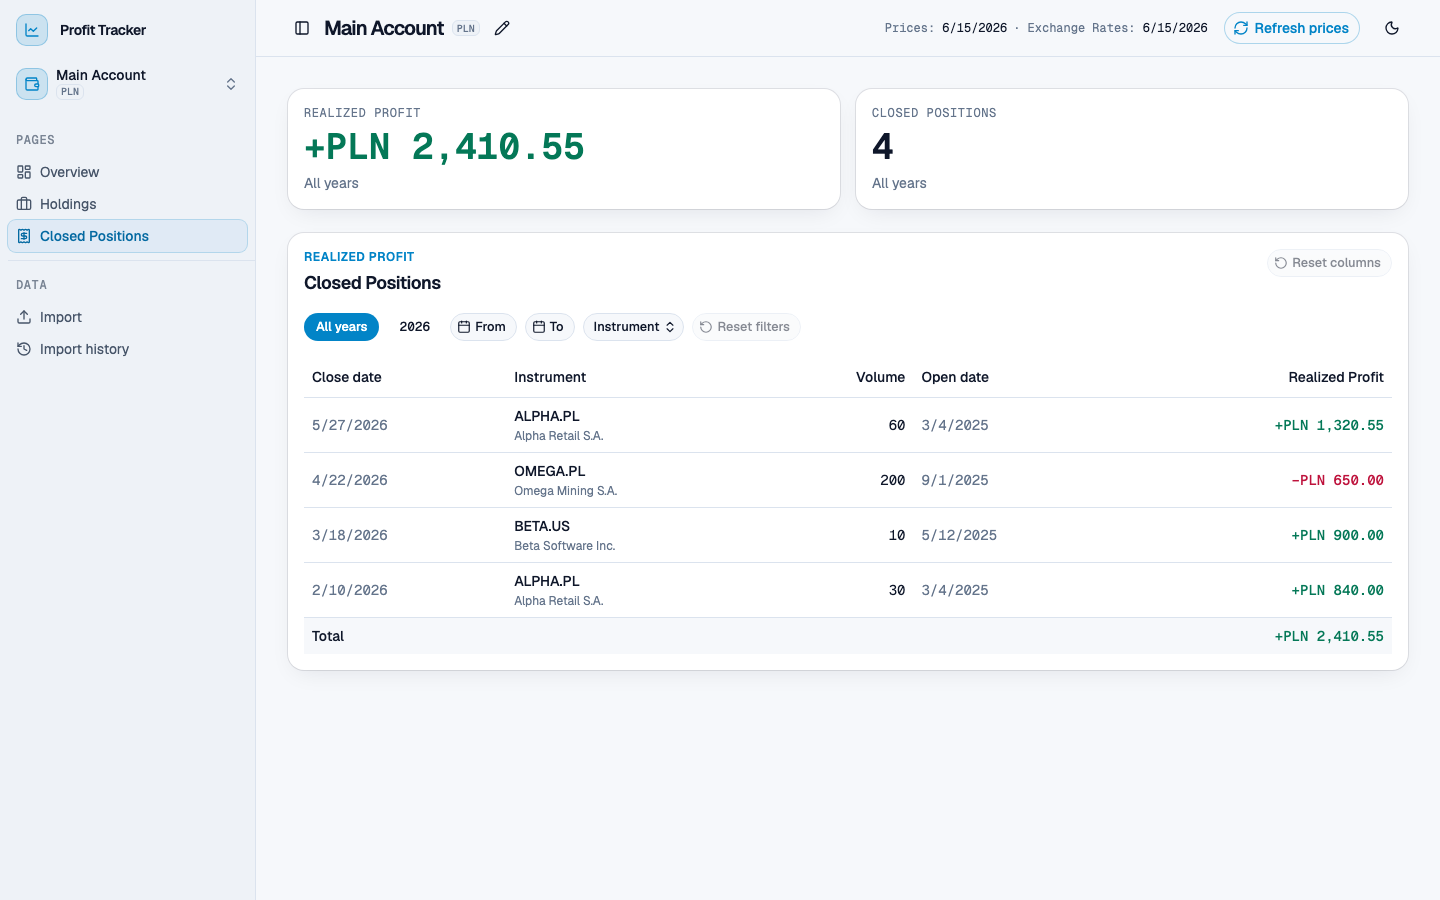 Profit Tracker
Main Account
PLN
PAGES
Overview
Holdings
Closed Positions
DATA
Import
Import history
Main Account PLN
Prices: 6/15/2026 · Exchange Rates: 6/15/2026 Refresh prices
REALIZED PROFIT
+PLN 2,410.55
All years
CLOSED POSITIONS
4
All years
REALIZED PROFIT
Closed Positions
Reset columns
All years 2026 From To Instrument Reset filters
Close date Instrument Volume Open date Realized Profit
5/27/2026 ALPHA.PL 60 3/4/2025 +PLN 1,320.55
Alpha Retail S.A.
4/22/2026 OMEGA.PL 200 9/1/2025 −PLN 650.00
Omega Mining S.A.
3/18/2026 BETA.US 10 5/12/2025 +PLN 900.00
Beta Software Inc.
2/10/2026 ALPHA.PL 30 3/4/2025 +PLN 840.00
Alpha Retail S.A.
Total +PLN 2,410.55